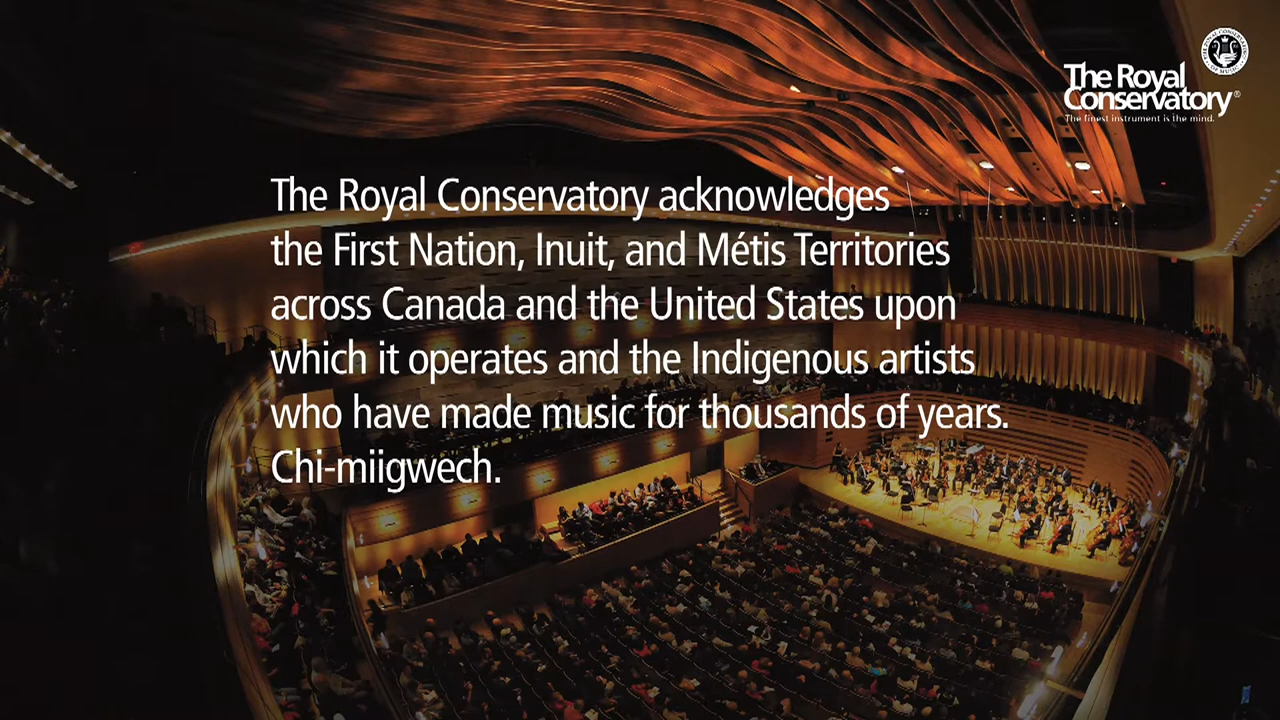 The Royal
Conservatory®
The finest instrument is the mind.
The Royal Conservatory acknowledges
the First Nation, Inuit, and Métis Territories
across Canada and the United States upon
which it operates and the Indigenous artists
who have made music for thousands of years.
Chi-miigwech.